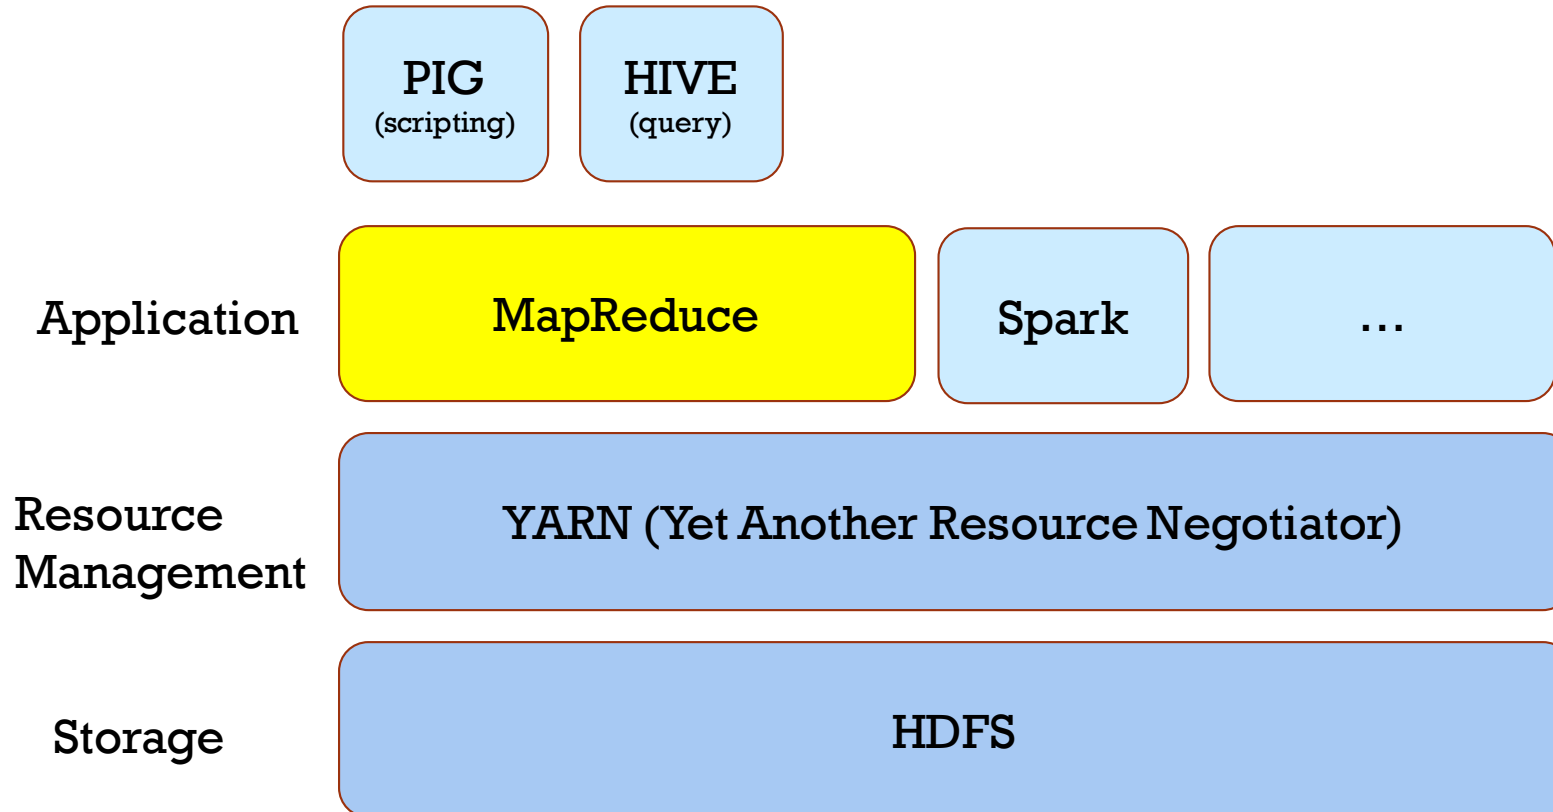 PIG
(scripting)
HIVE
(query)
Application
MapReduce
Spark
...
Resource
Management
YARN (Yet Another Resource Negotiator)
Storage
HDFS